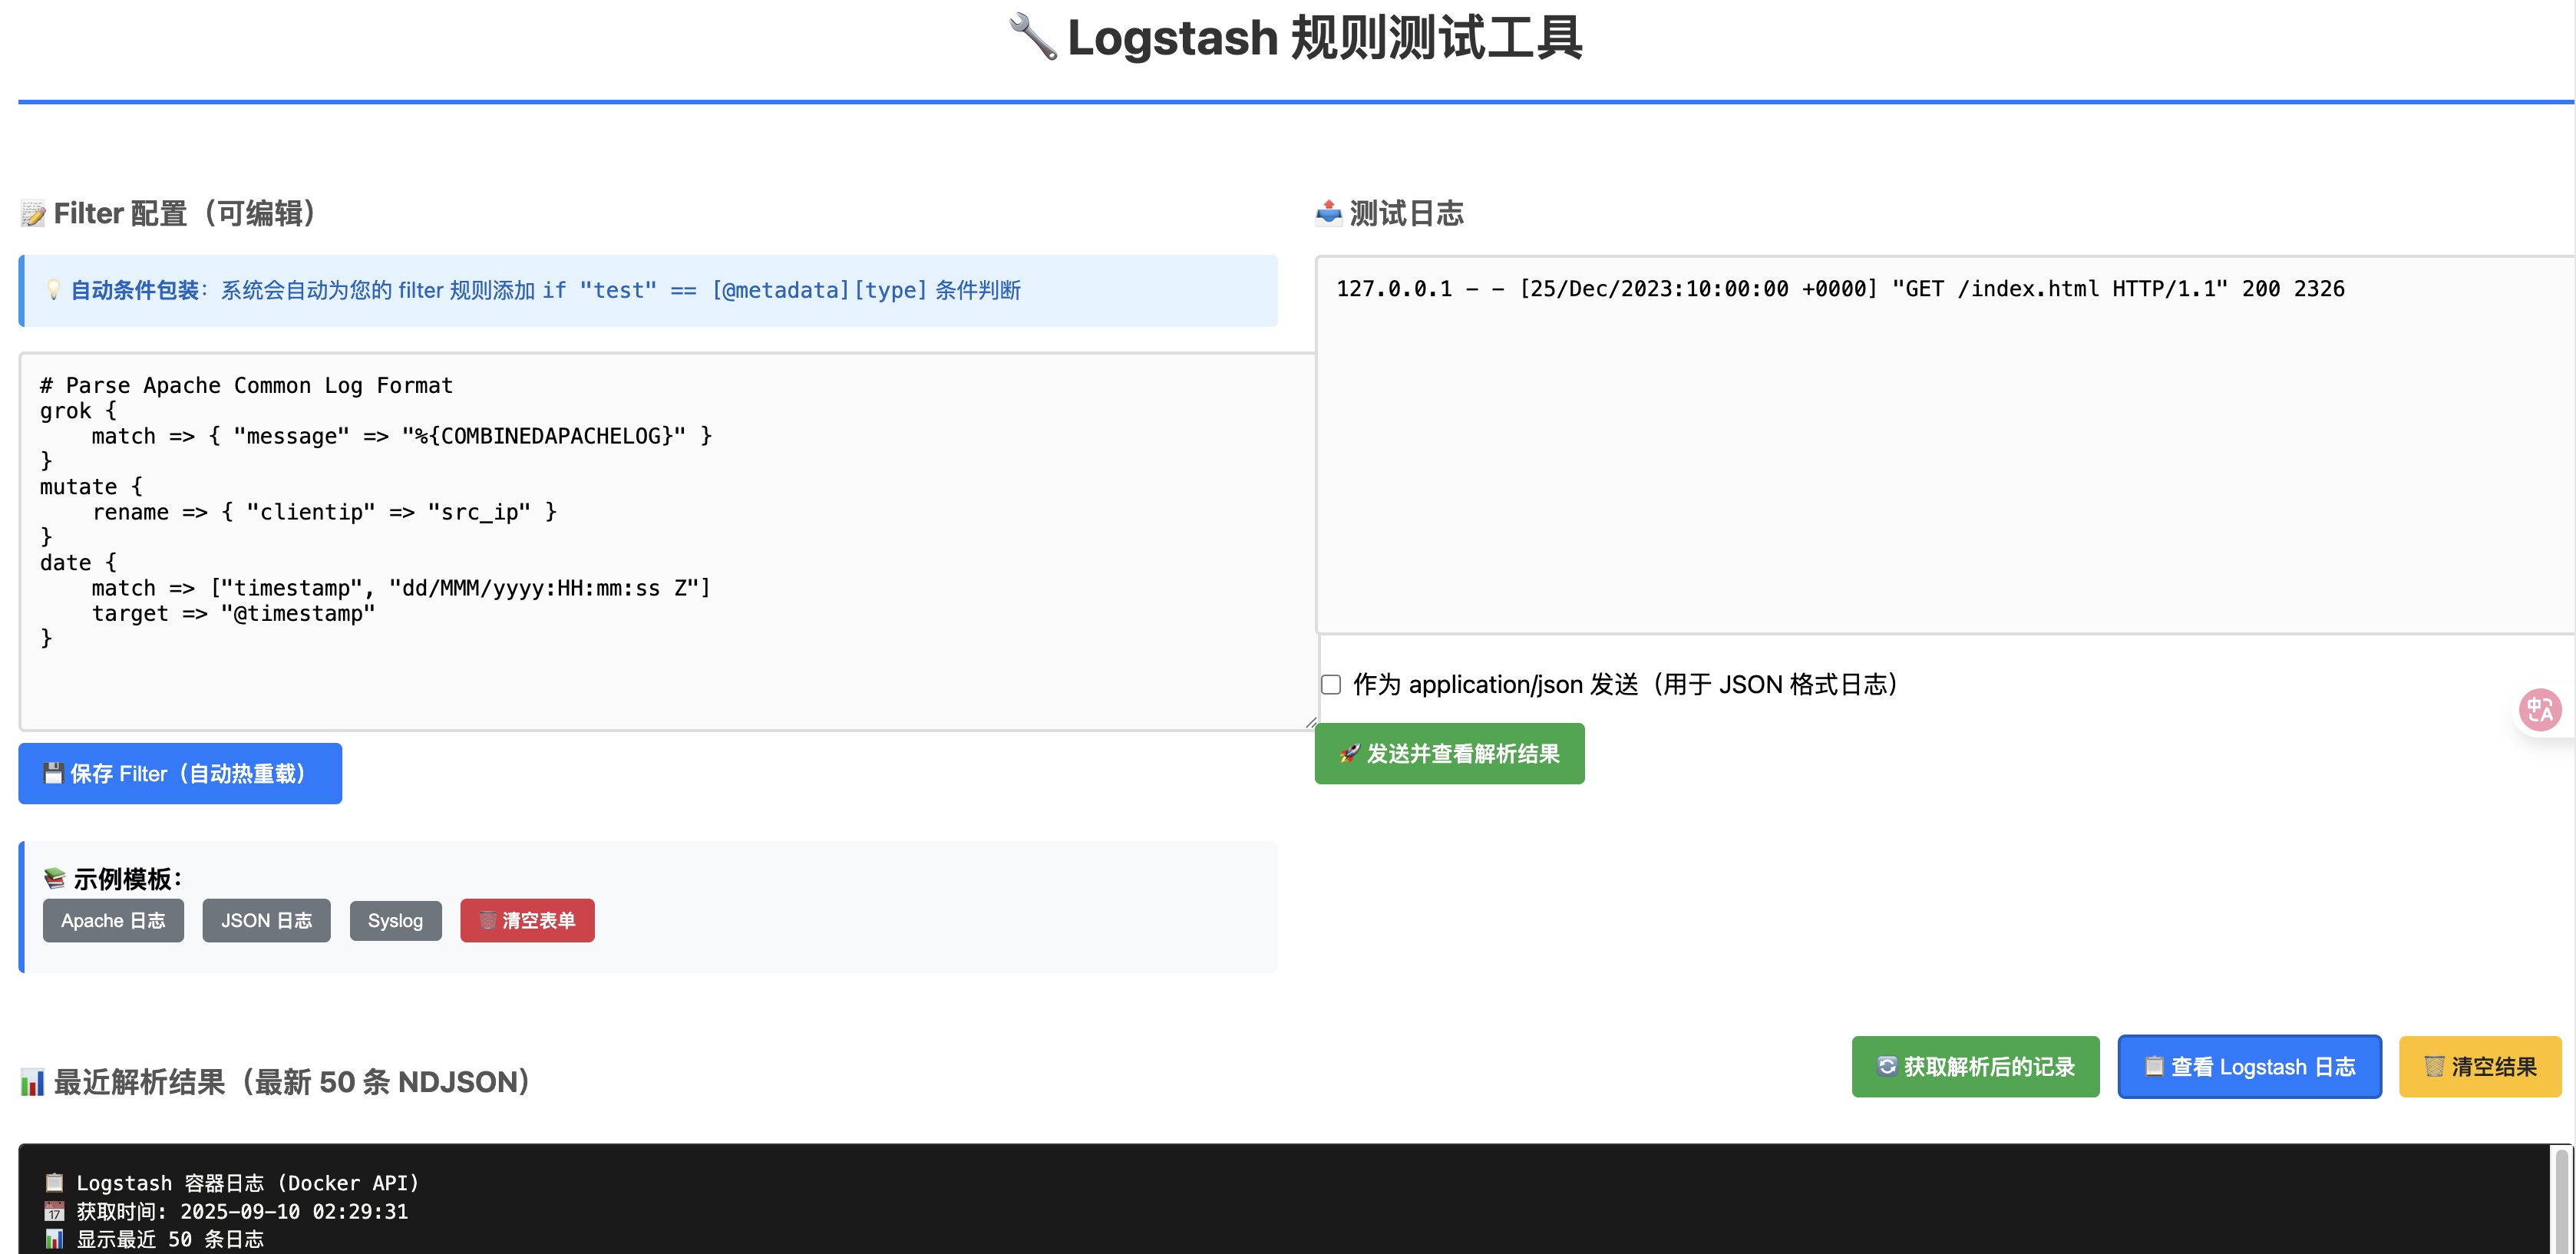 Logstash 规则测试工具
Filter 配置（可编辑）
自动条件包装：系统会自动为您的 filter 规则添加 if "test" == [@metadata][type] 条件判断
# Parse Apache Common Log Format
grok {
    match => { "message" => "%{COMBINEDAPACHELOG}" }
}
mutate {
    rename => { "clientip" => "src_ip" }
}
date {
    match => ["timestamp", "dd/MMM/yyyy:HH:mm:ss Z"]
    target => "@timestamp"
}
保存 Filter（自动热重载）
示例模板：
Apache 日志 JSON 日志 Syslog 清空表单
测试日志
127.0.0.1 - - [25/Dec/2023:10:00:00 +0000] "GET /index.html HTTP/1.1" 200 2326
作为 application/json 发送（用于 JSON 格式日志）
发送并查看解析结果
中A
最近解析结果（最新 50 条 NDJSON）
获取解析后的记录 查看 Logstash 日志 清空结果
Logstash 容器日志 (Docker API)
17 获取时间: 2025-09-10 02:29:31
显示最近 50 条日志